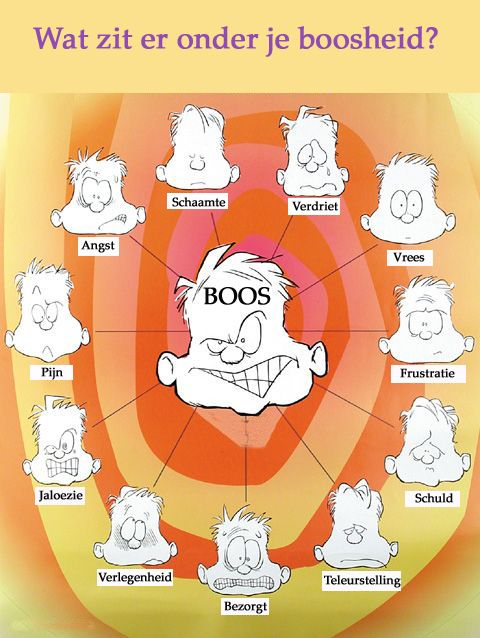 Wat zit er onder je boosheid?
Schaamte
Verdriet
Angst
Vrees
BOOS
Pijn
Frustratie
Jaloezie
Schuld
Verlegenheid
Teleurstelling
Bezorgt